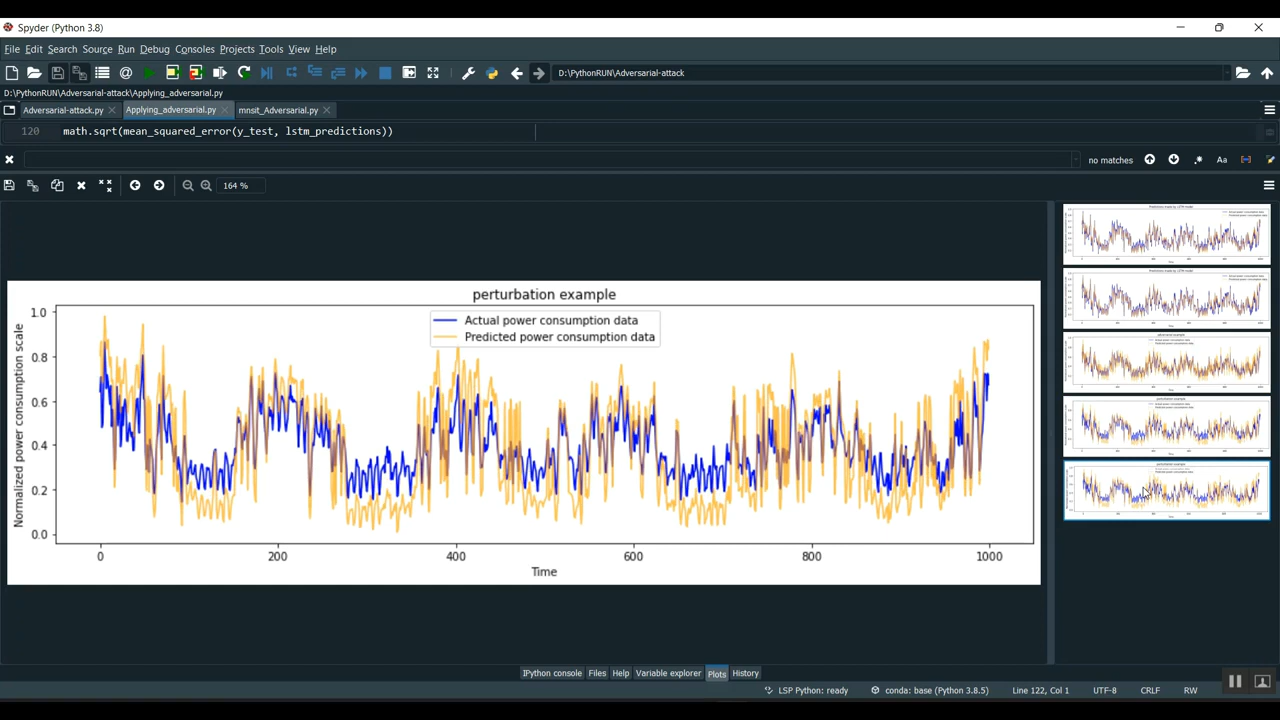 Spyder (Python 3.8)
File Edit Search Source Run Debug Consoles Projects Tools View Help
D:\PythonRUN\Adversarial-attack
D:\PythonRUN\Adversarial-attack\Applying_adversarial.py
Adversarial-attack.py Applying_adversarial.py mnsit_Adversarial.py
120 math.sqrt(mean_squared_error(y_test, lstm_predictions))
no matches
Aa
164 %
perturbation example
Actual power consumption data
Predicted power consumption data
Normalized power consumption scale
1.0
0.8
0.6
0.4
0.2
0.0
0 200 400 600 800 1000
Time
IPython console Files Help Variable explorer Plots History
LSP Python: ready conda: base (Python 3.8.5) Line 122, Col 1 UTF-8 CRLF RW